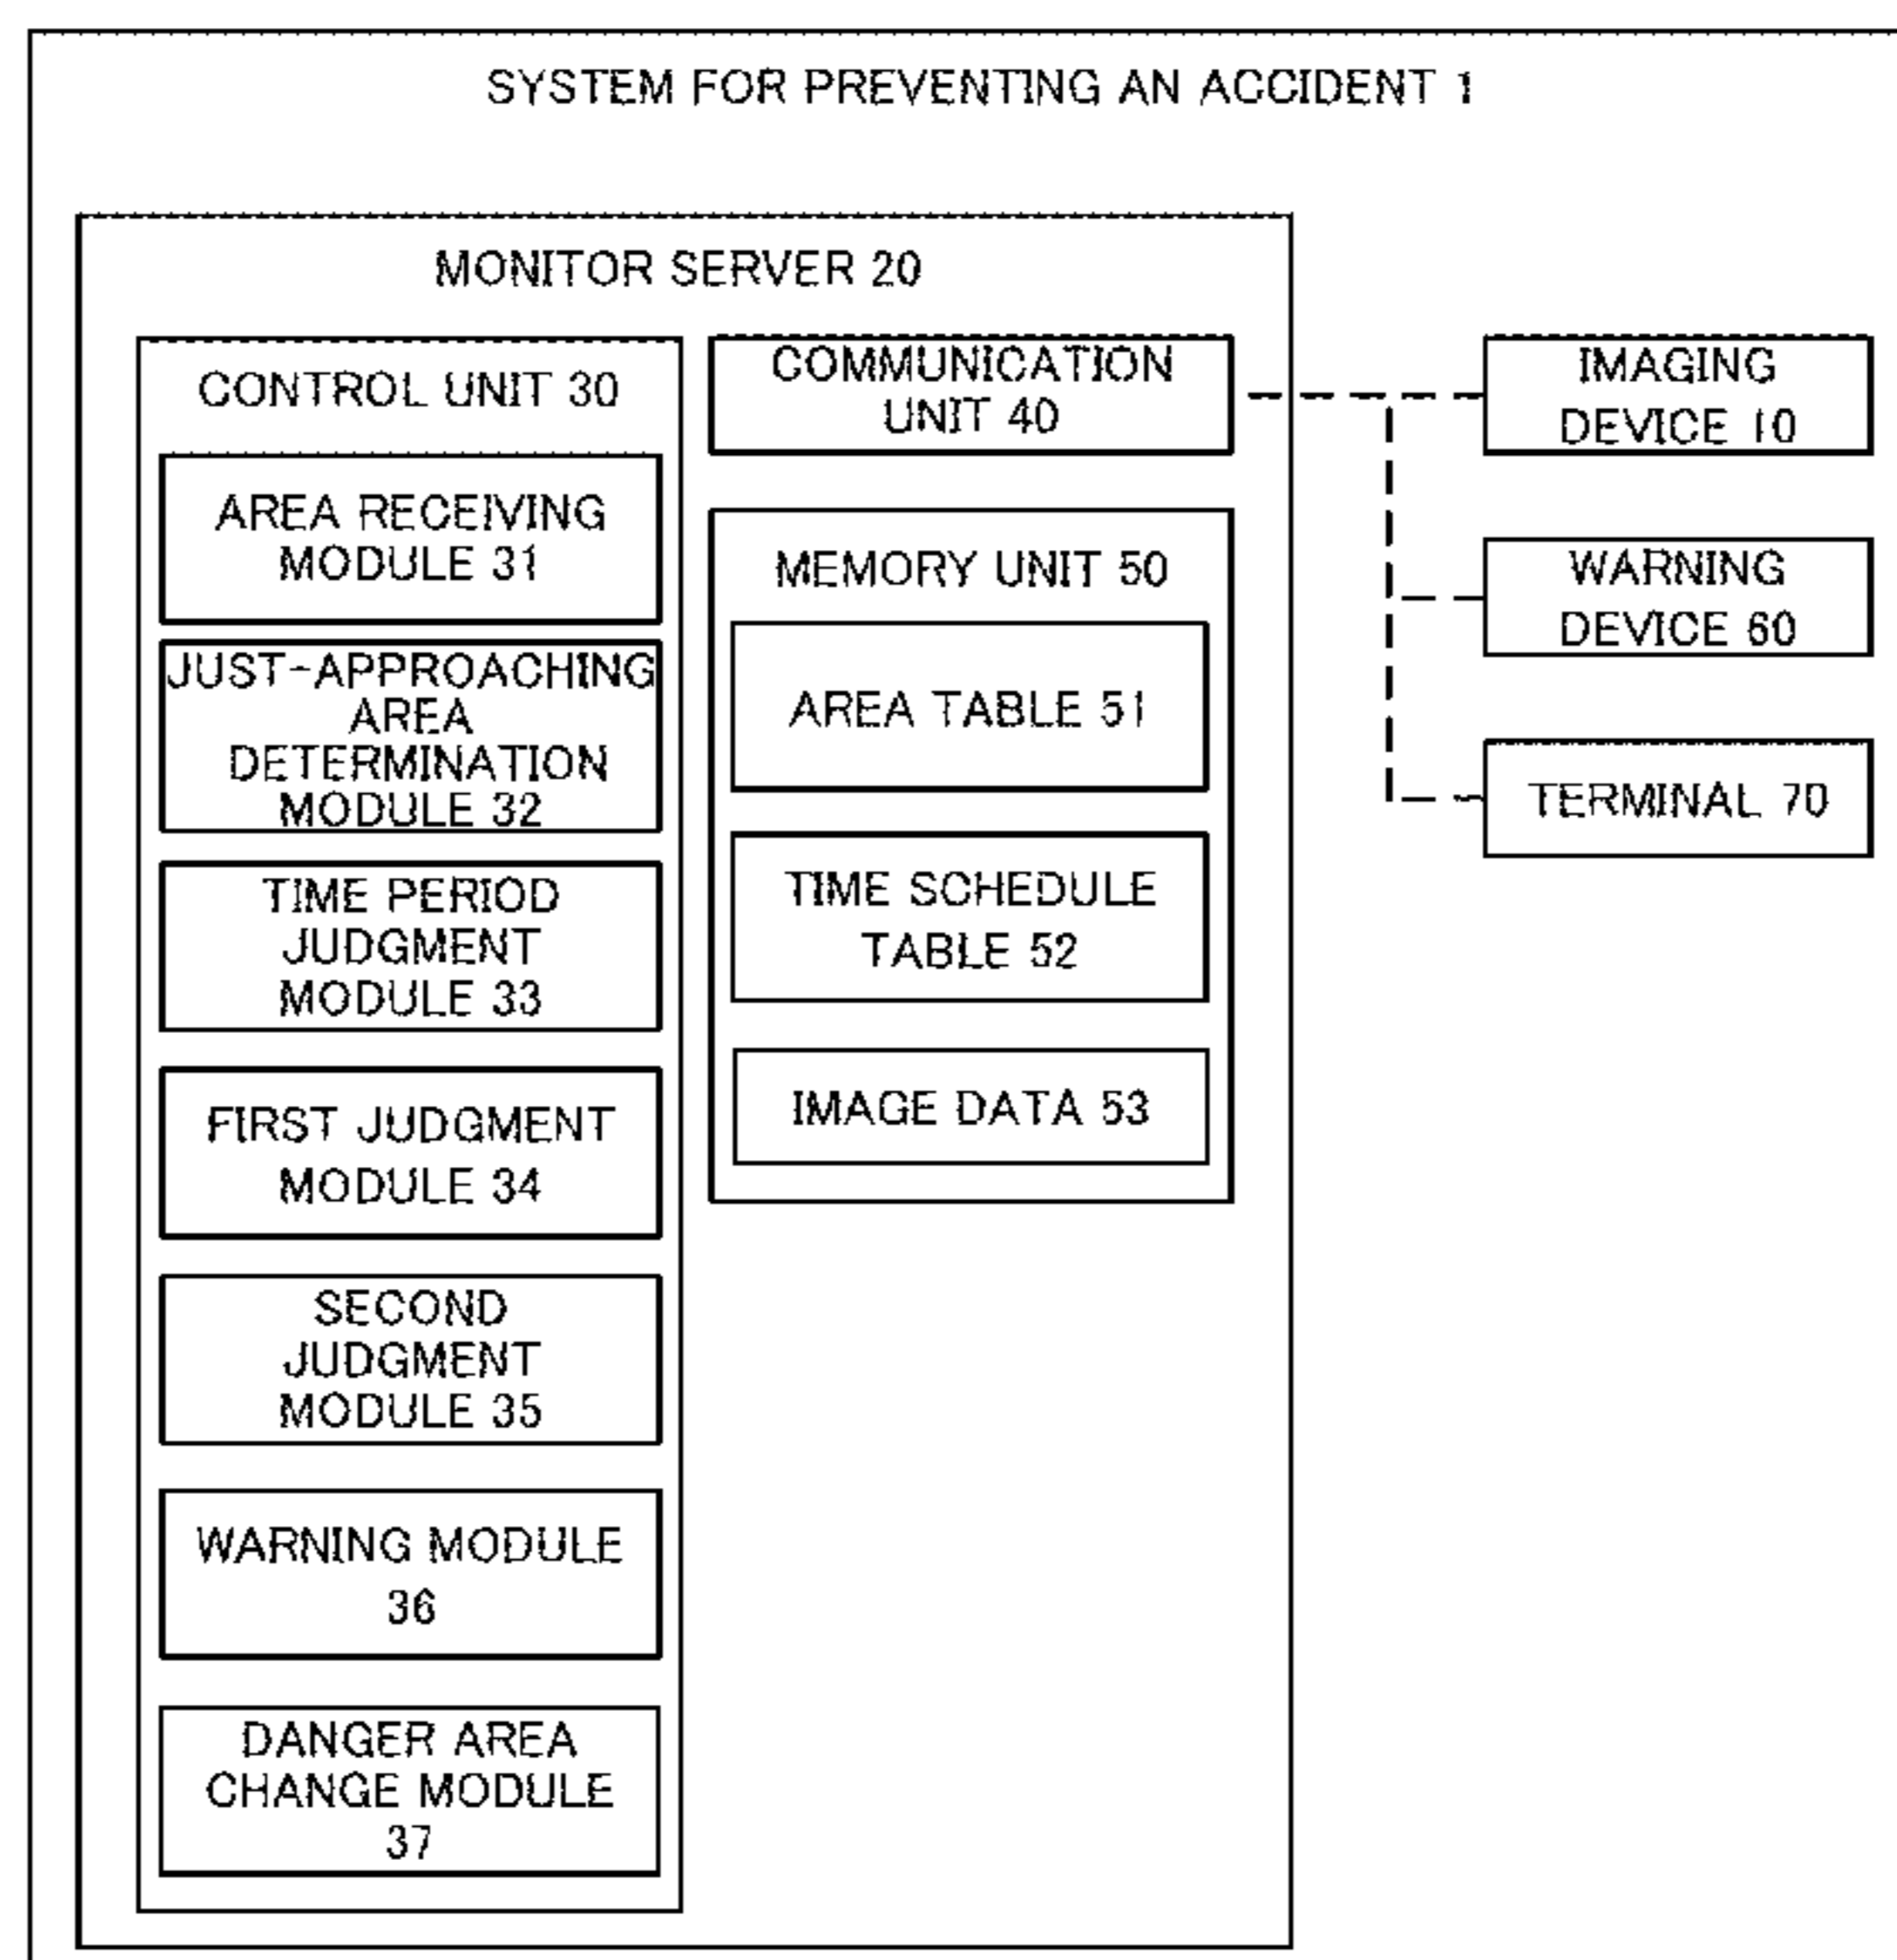 SYSTEM FOR PREVENTING AN ACCIDENT 1
MONITOR SERVER 20
CONTROL UNIT 30
AREA RECEIVING
MODULE 31
JUST-APPROACHING
AREA
DETERMINATION
MODULE 32
TIME PERIOD
JUDGMENT
MODULE 33
FIRST JUDGMENT
MODULE 34
SECOND
JUDGMENT
MODULE 35
WARNING MODULE
36
DANGER AREA
CHANGE MODULE
37
COMMUNICATION
UNIT 40
MEMORY UNIT 50
AREA TABLE 51
TIME SCHEDULE
TABLE 52
IMAGE DATA 53
IMAGING
DEVICE 10
WARNING
DEVICE 60
TERMINAL 70